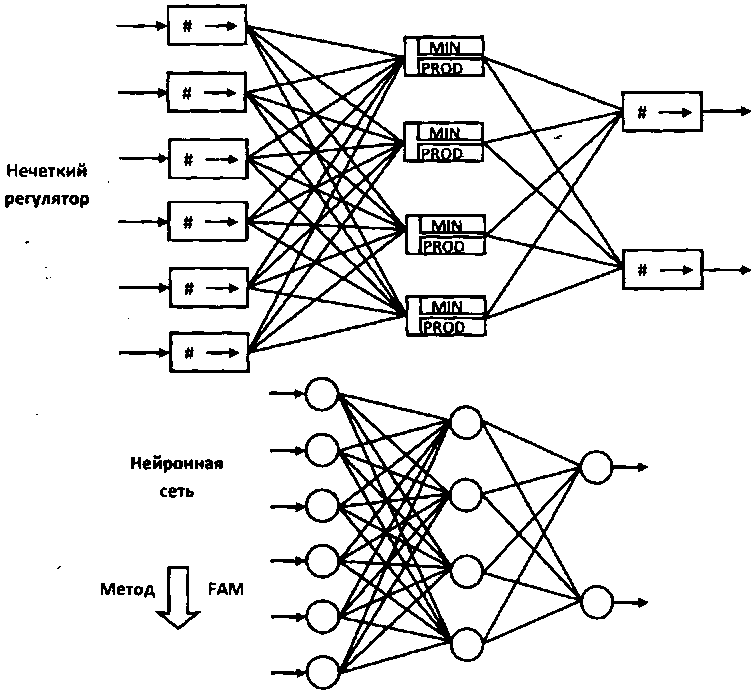 #
MIN
PROD
#
#
MIN
PROD
#
Нечеткий
регулятор
#
#
MIN
PROD
#
#
MIN
PROD
#
Нейронная
сеть
Метод FAM